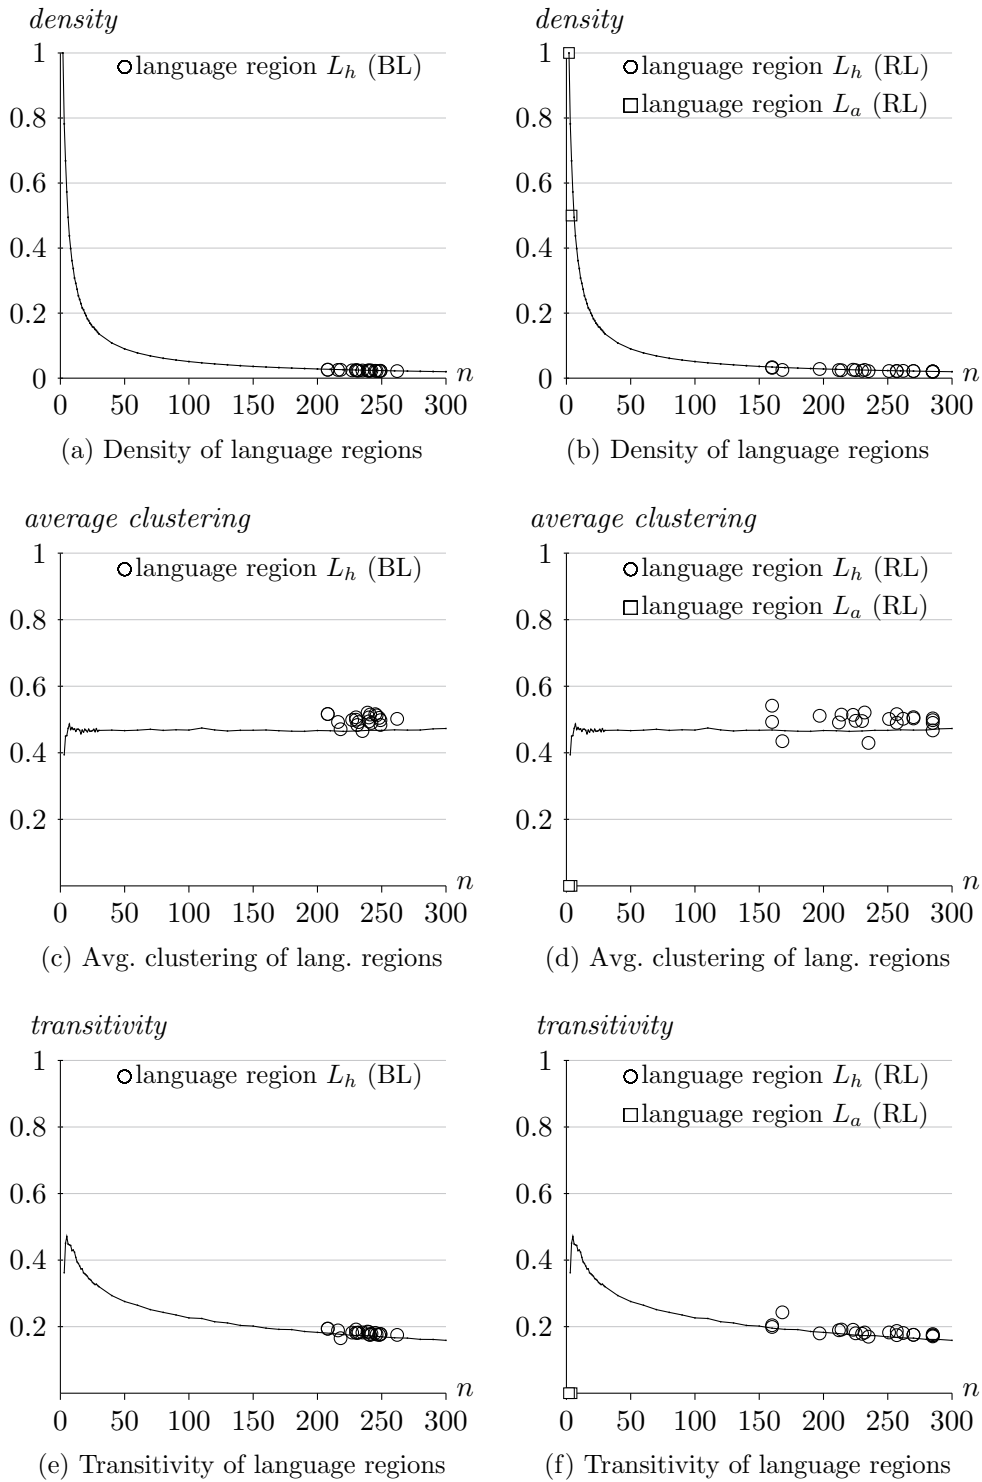 density
1
language region L_h (BL)
0.8
0.6
0.4
0.2
0
n
0 50 100 150 200 250 300
(a) Density of language regions
density
1
language region L_h (RL)
language region L_a (RL)
0.8
0.6
0.4
0.2
0
n
0 50 100 150 200 250 300
(b) Density of language regions
average clustering
1
language region L_h (BL)
0.8
0.6
0.4
0.2
n
0 50 100 150 200 250 300
(c) Avg. clustering of lang. regions
average clustering
1
language region L_h (RL)
language region L_a (RL)
0.8
0.6
0.4
0.2
n
0 50 100 150 200 250 300
(d) Avg. clustering of lang. regions
transitivity
1
language region L_h (BL)
0.8
0.6
0.4
0.2
n
0 50 100 150 200 250 300
(e) Transitivity of language regions
transitivity
1
language region L_h (RL)
language region L_a (RL)
0.8
0.6
0.4
0.2
n
0 50 100 150 200 250 300
(f) Transitivity of language regions